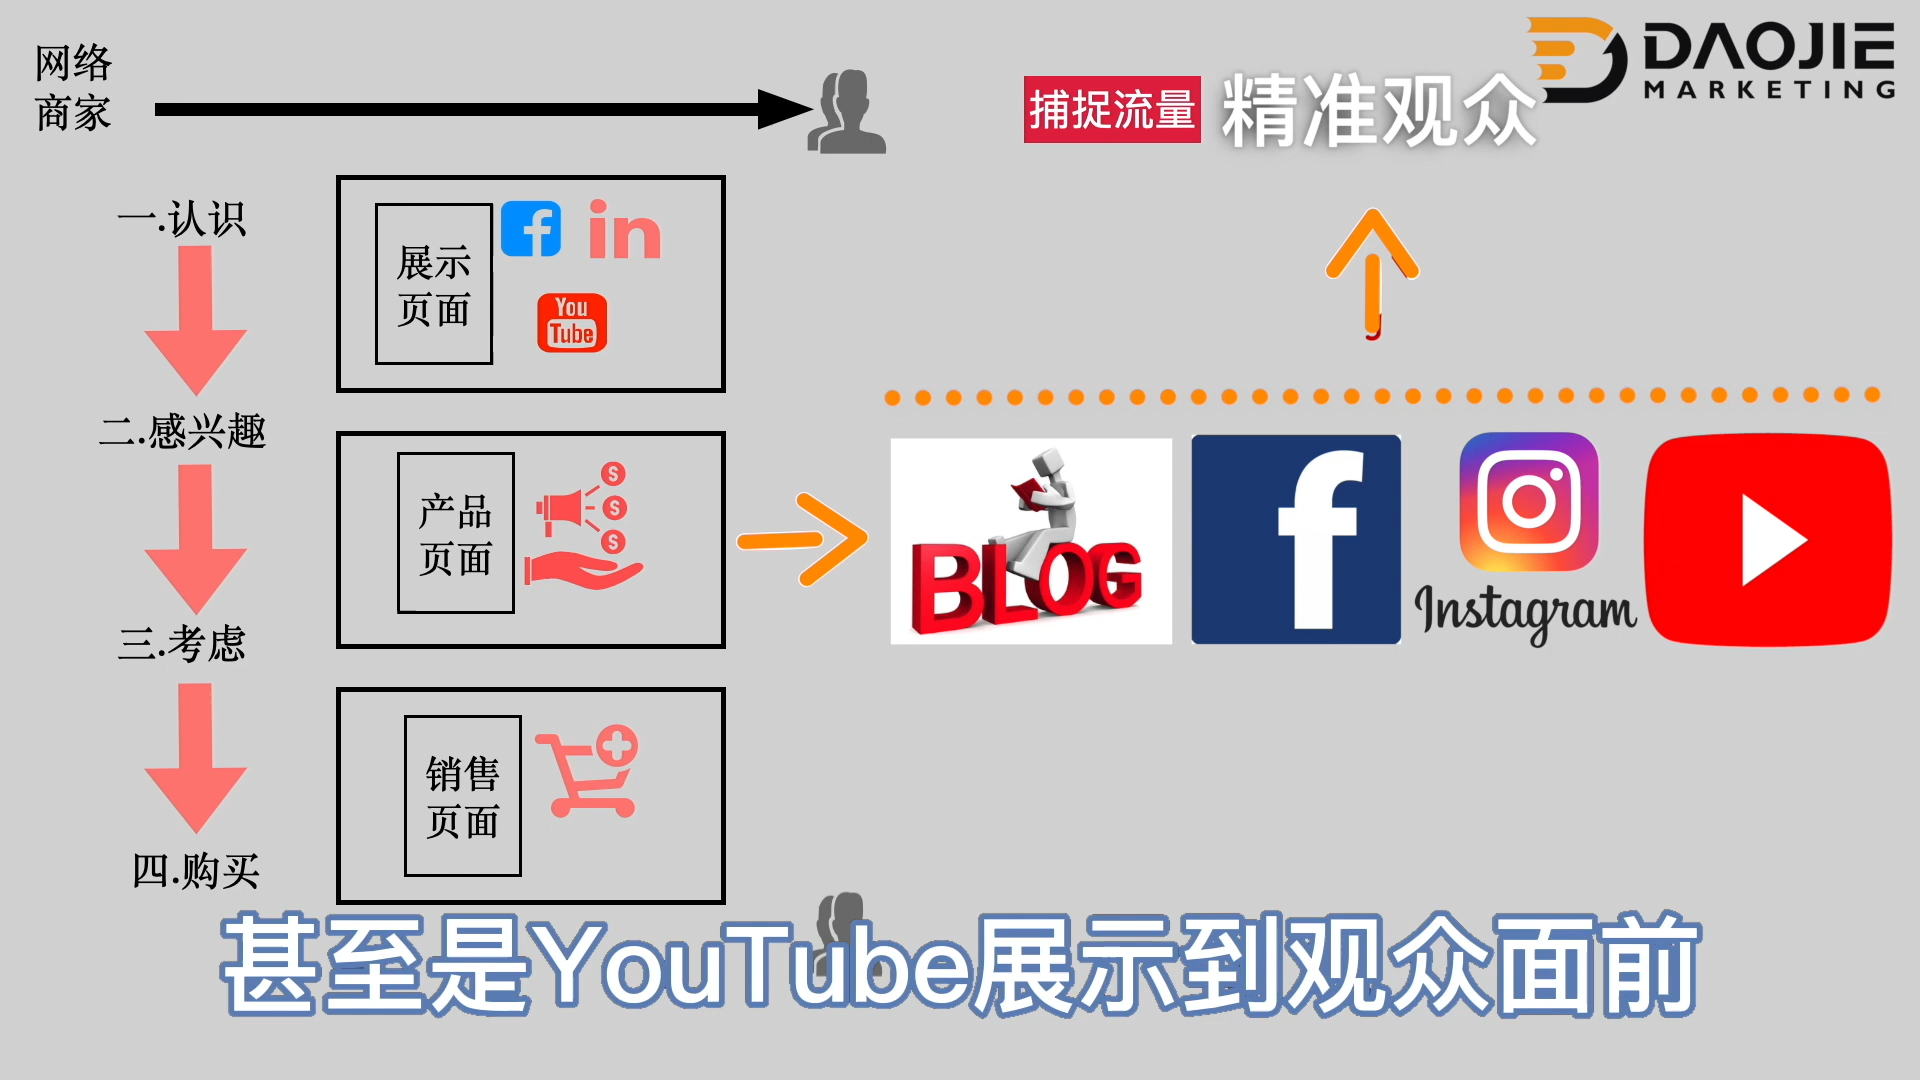 网络
商家
捕捉流量
精准观众
DAOJIE
MARKETING
一.认识
展示
页面
in
You
Tube
二.感兴趣
产品
页面
$
$
$
BLOG
f
Instagram
三.考虑
销售
页面
四.购买
甚至是YouTube展示到观众面前